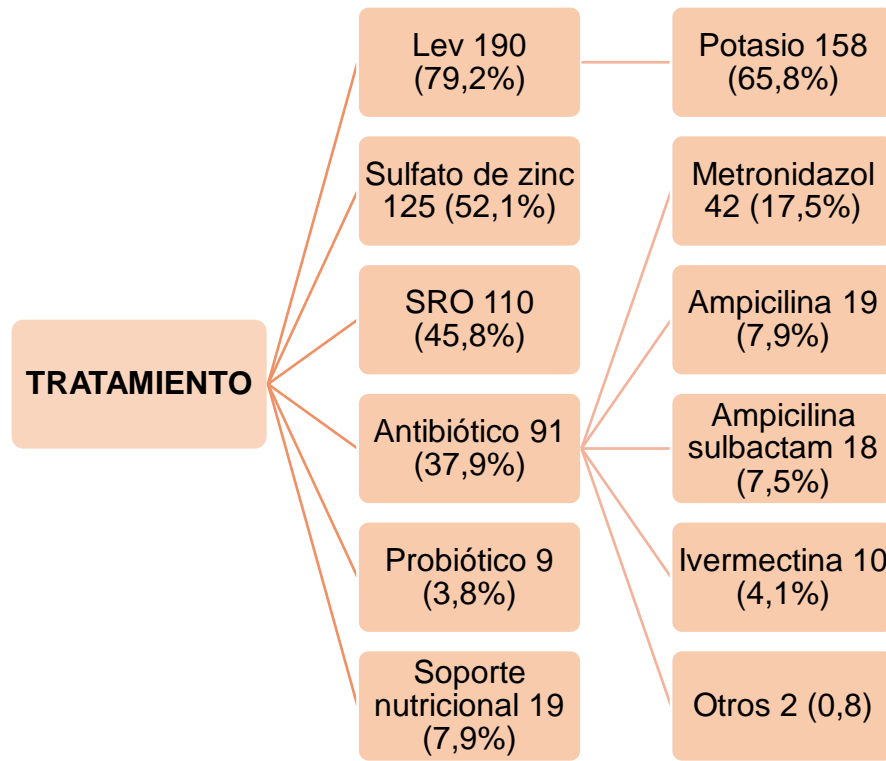 TRATAMIENTO
Lev 190
(79,2%)
Potasio 158
(65,8%)
Sulfato de zinc
125 (52,1%)
SRO 110
(45,8%)
Antibiótico 91
(37,9%)
Metronidazol
42 (17,5%)
Ampicilina 19
(7,9%)
Ampicilina
sulbactam 18
(7,5%)
Ivermectina 10
(4,1%)
Otros 2 (0,8)
Probiótico 9
(3,8%)
Soporte
nutricional 19
(7,9%)